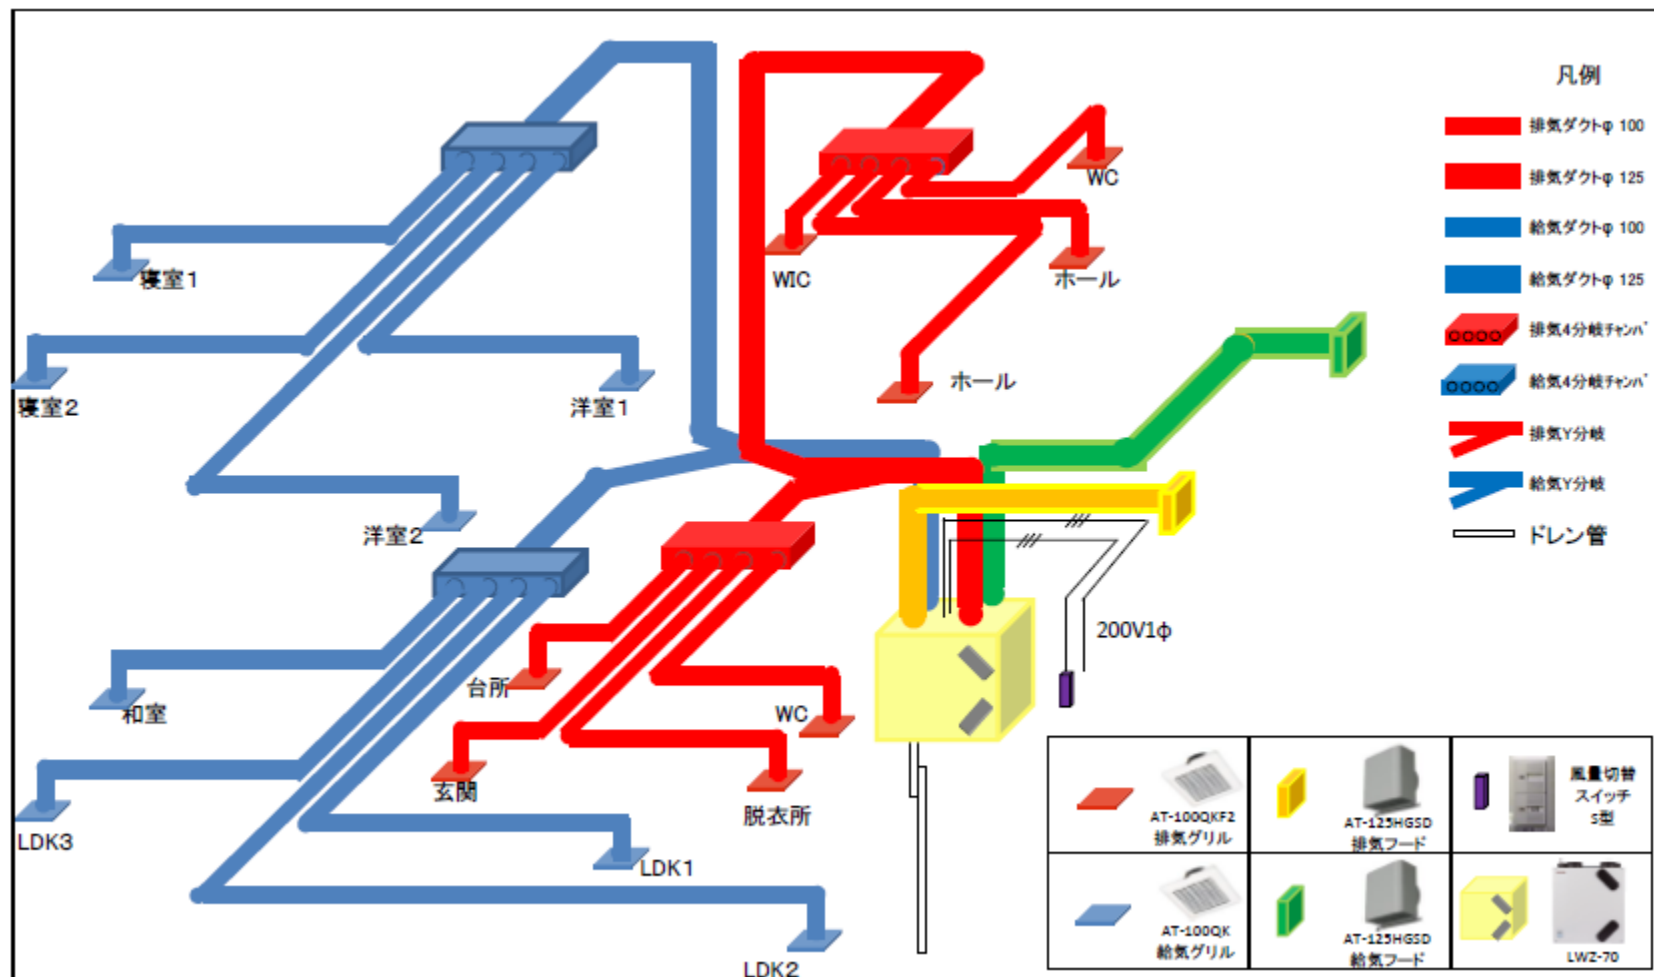 凡例
排気ダクトφ 100
排気ダクトφ 125
給気ダクトφ 100
給気ダクトφ 125
排気4分岐チャンバ
給気4分岐チャンバ
排気Y分岐
給気Y分岐
ドレン管
WC
WIC
ホール
ホール
寝室1
寝室2
洋室1
洋室2
200V1φ
台所
和室
WC
玄関
脱衣所
LDK3
LDK1
LDK2
AT-100QKF2
排気グリル
AT-125HGSD
排気フード
風量切替
スイッチ
S型
AT-100QK
給気グリル
AT-125HGSD
給気フード
LWZ-70